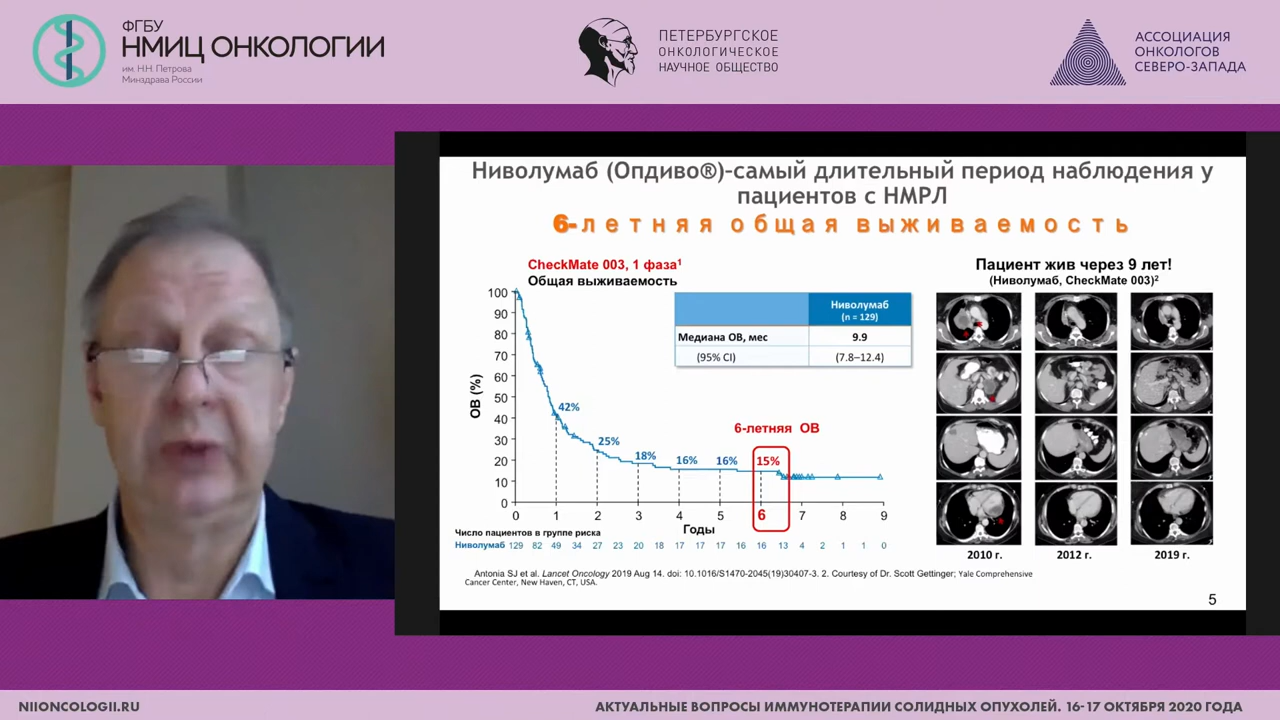 ФГБУ
НМИЦ ОНКОЛОГИИ
им. Н.Н. Петрова
Минздрава России
ПЕТЕРБУРГСКОЕ
ОНКОЛОГИЧЕСКОЕ
НАУЧНОЕ ОБЩЕСТВО
АССОЦИАЦИЯ
ОНКОЛОГОВ
СЕВЕРО-ЗАПАДА
Ниволумаб (Опдиво®)-самый длительный период наблюдения у
пациентов с НМРЛ
6-летняя общая выживаемость
CheckMate 003, 1 фаза¹
Общая выживаемость
Ниволумаб
(n = 129)
Медиана ОВ, мес 9.9
(95% CI) (7.8–12.4)
ОВ (%)
100
90
80
70
60
50
40
30
20
10
0
42%
25%
18%
16%
16%
15%
6-летняя ОВ
0 1 2 3 4 5 6 7 8 9
Годы
Число пациентов в группе риска
Ниволумаб 129 82 49 34 27 23 20 18 17 17 17 16 16 13 4 2 1 1 0
Пациент жив через 9 лет!
(Ниволумаб, CheckMate 003)²
2010 г. 2012 г. 2019 г.
Antonia SJ et al. Lancet Oncology 2019 Aug 14. doi: 10.1016/S1470-2045(19)30407-3. 2. Courtesy of Dr. Scott Gettinger; Yale Comprehensive
Cancer Center, New Haven, CT, USA.
5
NIIONCOLOGII.RU
АКТУАЛЬНЫЕ ВОПРОСЫ ИММУНОТЕРАПИИ СОЛИДНЫХ ОПУХОЛЕЙ. 16-17 ОКТЯБРЯ 2020 ГОДА